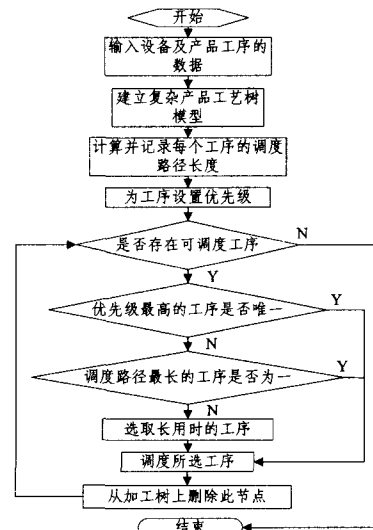 开始
输入设备及产品工序的
数据
建立复杂产品工艺树
模型
计算并记录每个工序的调度
路径长度
为工序设置优先级
是否存在可调度工序
N
Y
优先级最高的工序是否唯一
Y
N
调度路径最长的工序是否为一
Y
N
选取长用时的工序
调度所选工序
从加工树上删除此节点
结束